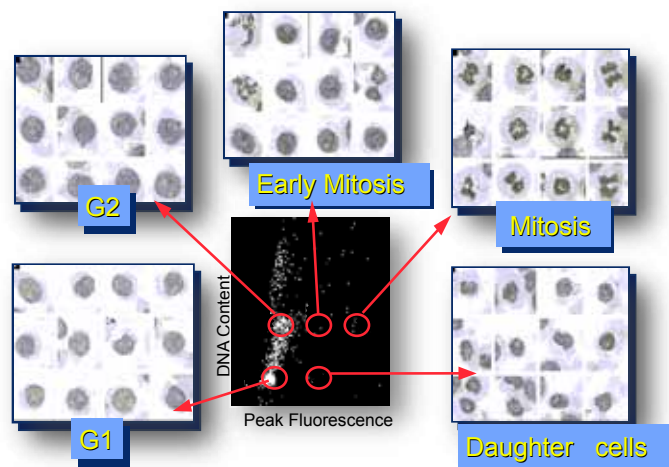 Early Mitosis
G2
Mitosis
DNA Content
Peak Fluorescence
G1
Daughter cells